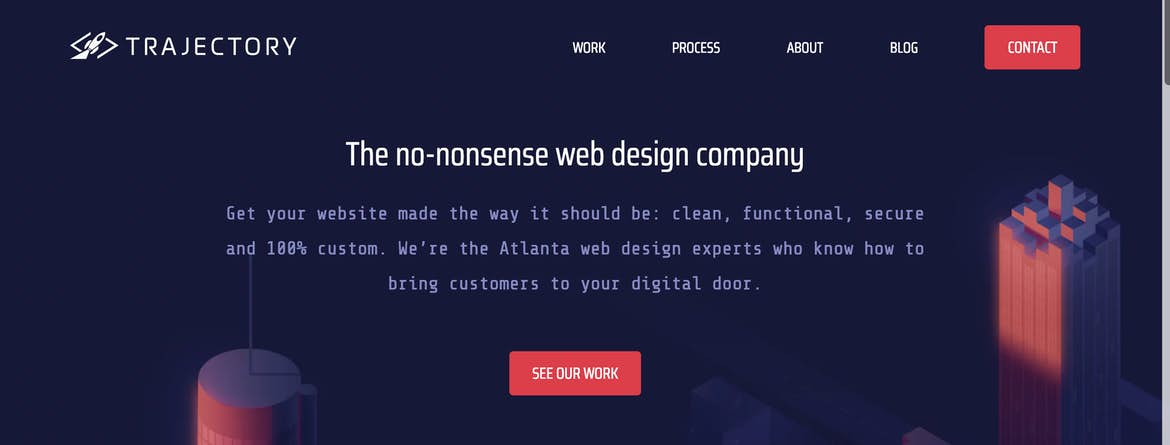 TRAJECTORY
WORK
PROCESS
ABOUT
BLOG
CONTACT
The no-nonsense web design company
Get your website made the way it should be: clean, functional, secure
and 100% custom. We’re the Atlanta web design experts who know how to
bring customers to your digital door.
SEE OUR WORK